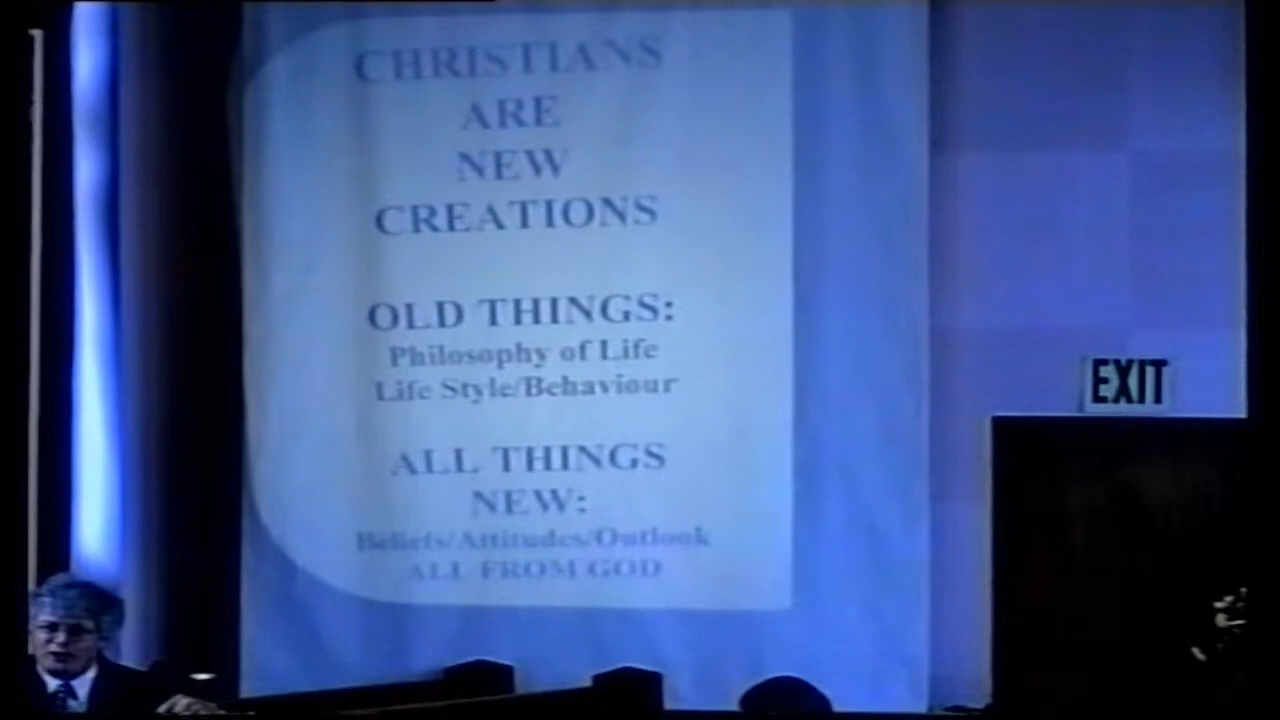 CHRISTIANS
ARE
NEW
CREATIONS
OLD THINGS:
Philosophy of Life
Life Style/Behaviour
ALL THINGS
NEW:
Beliefs/Attitudes/Outlook
ALL FROM GOD
EXIT